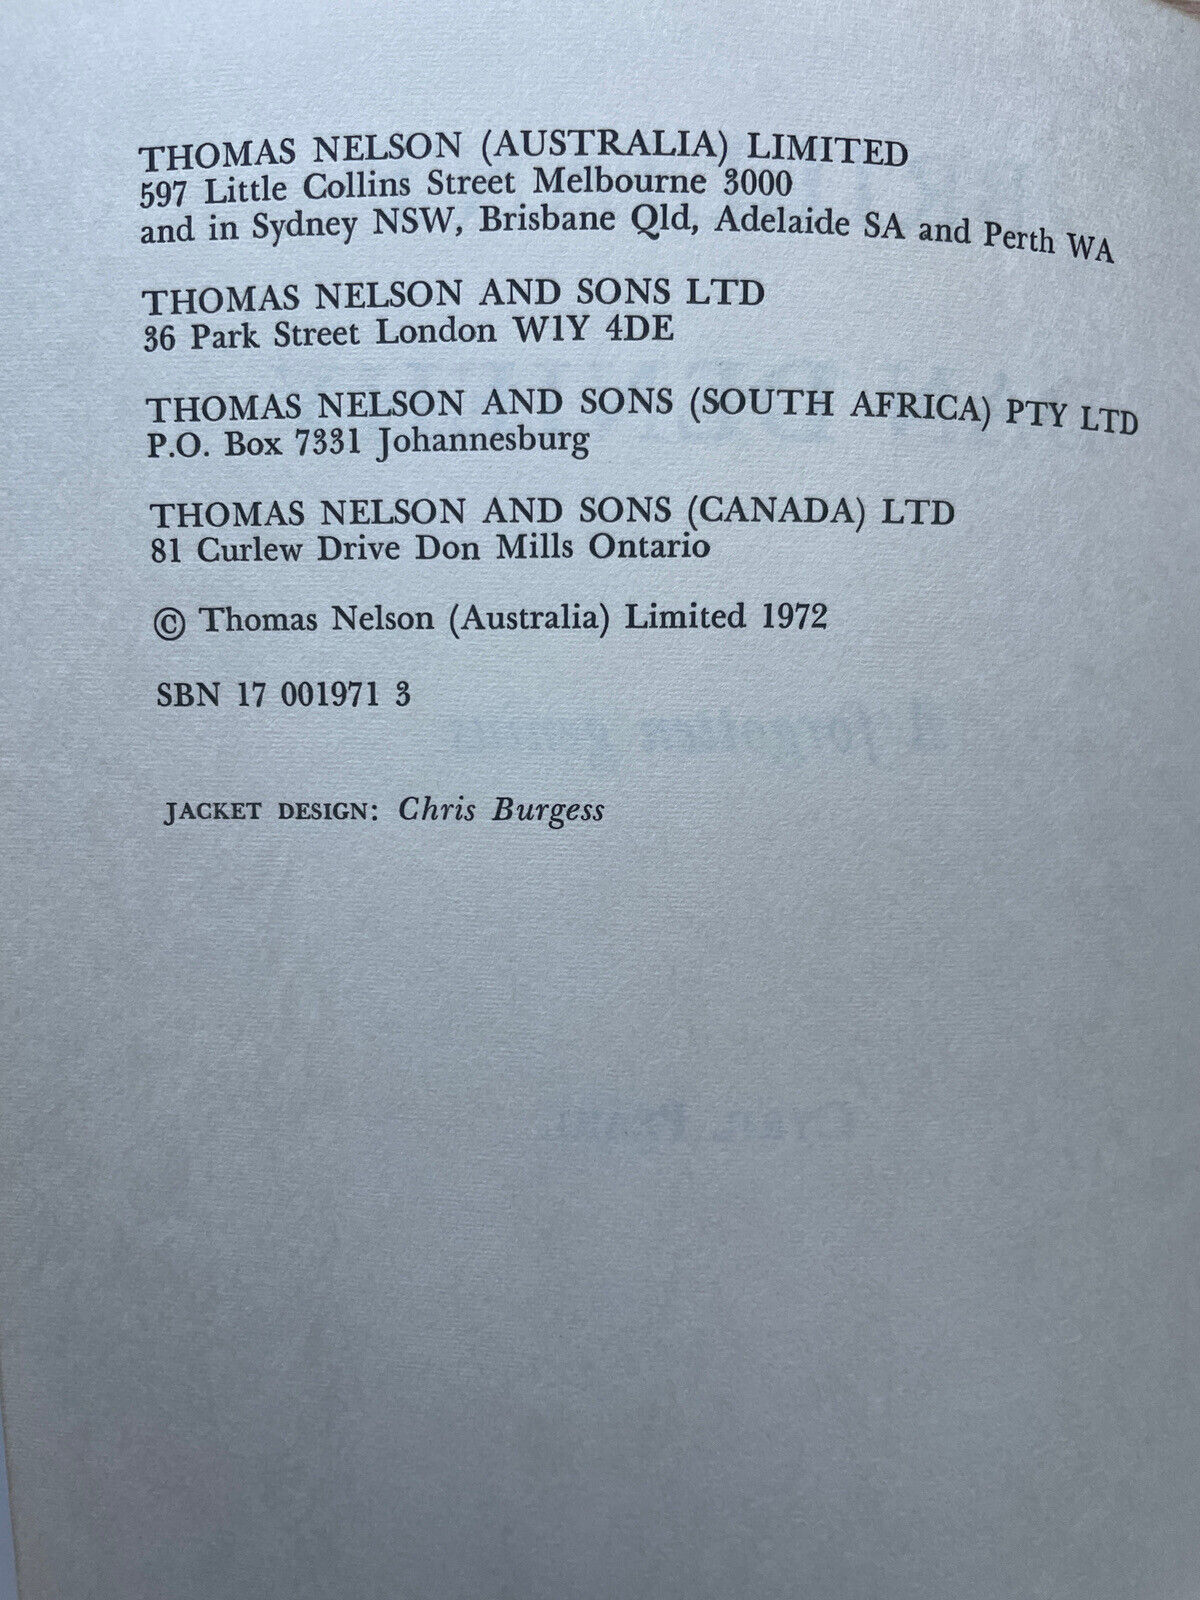 THOMAS NELSON (AUSTRALIA) LIMITED
597 Little Collins Street Melbourne 3000
and in Sydney NSW, Brisbane Qld, Adelaide SA and Perth WA
THOMAS NELSON AND SONS LTD
36 Park Street London W1Y 4DE
THOMAS NELSON AND SONS (SOUTH AFRICA) PTY LTD
P.O. Box 7331 Johannesburg
THOMAS NELSON AND SONS (CANADA) LTD
81 Curlew Drive Don Mills Ontario
© Thomas Nelson (Australia) Limited 1972
SBN 17 001971 3
JACKET DESIGN: Chris Burgess